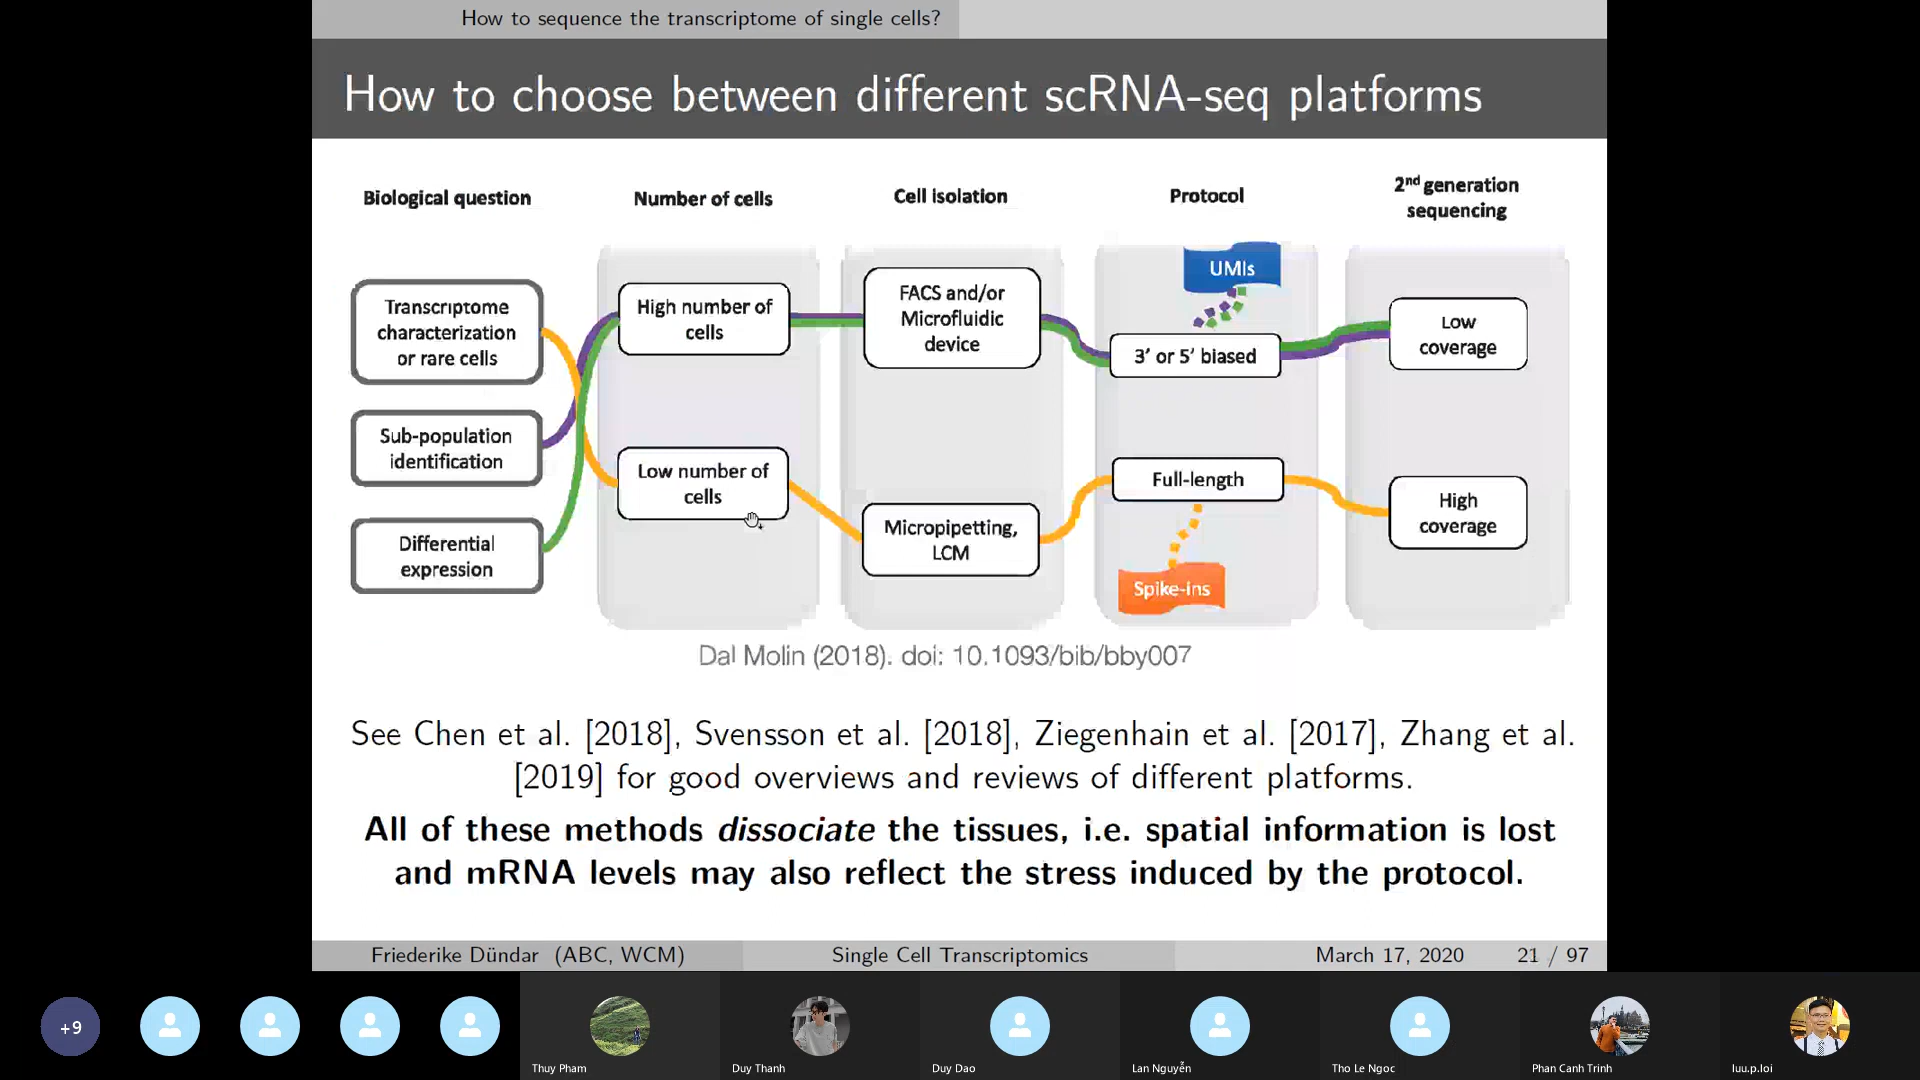 How to sequence the transcriptome of single cells?
How to choose between different scRNA-seq platforms
Biological question
Number of cells
Cell isolation
Protocol
2nd generation
sequencing
Transcriptome
characterization
or rare cells
Sub-population
identification
Differential
expression
High number of
cells
Low number of
cells
FACS and/or
Microfluidic
device
Micropipetting,
LCM
UMIs
3’ or 5’ biased
Full-length
Spike-ins
Low
coverage
High
coverage
Dal Molin (2018). doi: 10.1093/bib/bby007
See Chen et al. [2018], Svensson et al. [2018], Ziegenhain et al. [2017], Zhang et al.
[2019] for good overviews and reviews of different platforms.
All of these methods dissociate the tissues, i.e. spatial information is lost
and mRNA levels may also reflect the stress induced by the protocol.
Friederike Dündar (ABC, WCM)
Single Cell Transcriptomics
March 17, 2020
21 / 97
+9
Thuy Pham
Duy Thanh
Duy Dao
Lan Nguyễn
Tho Le Ngoc
Phan Canh Trinh
luu.p.loi